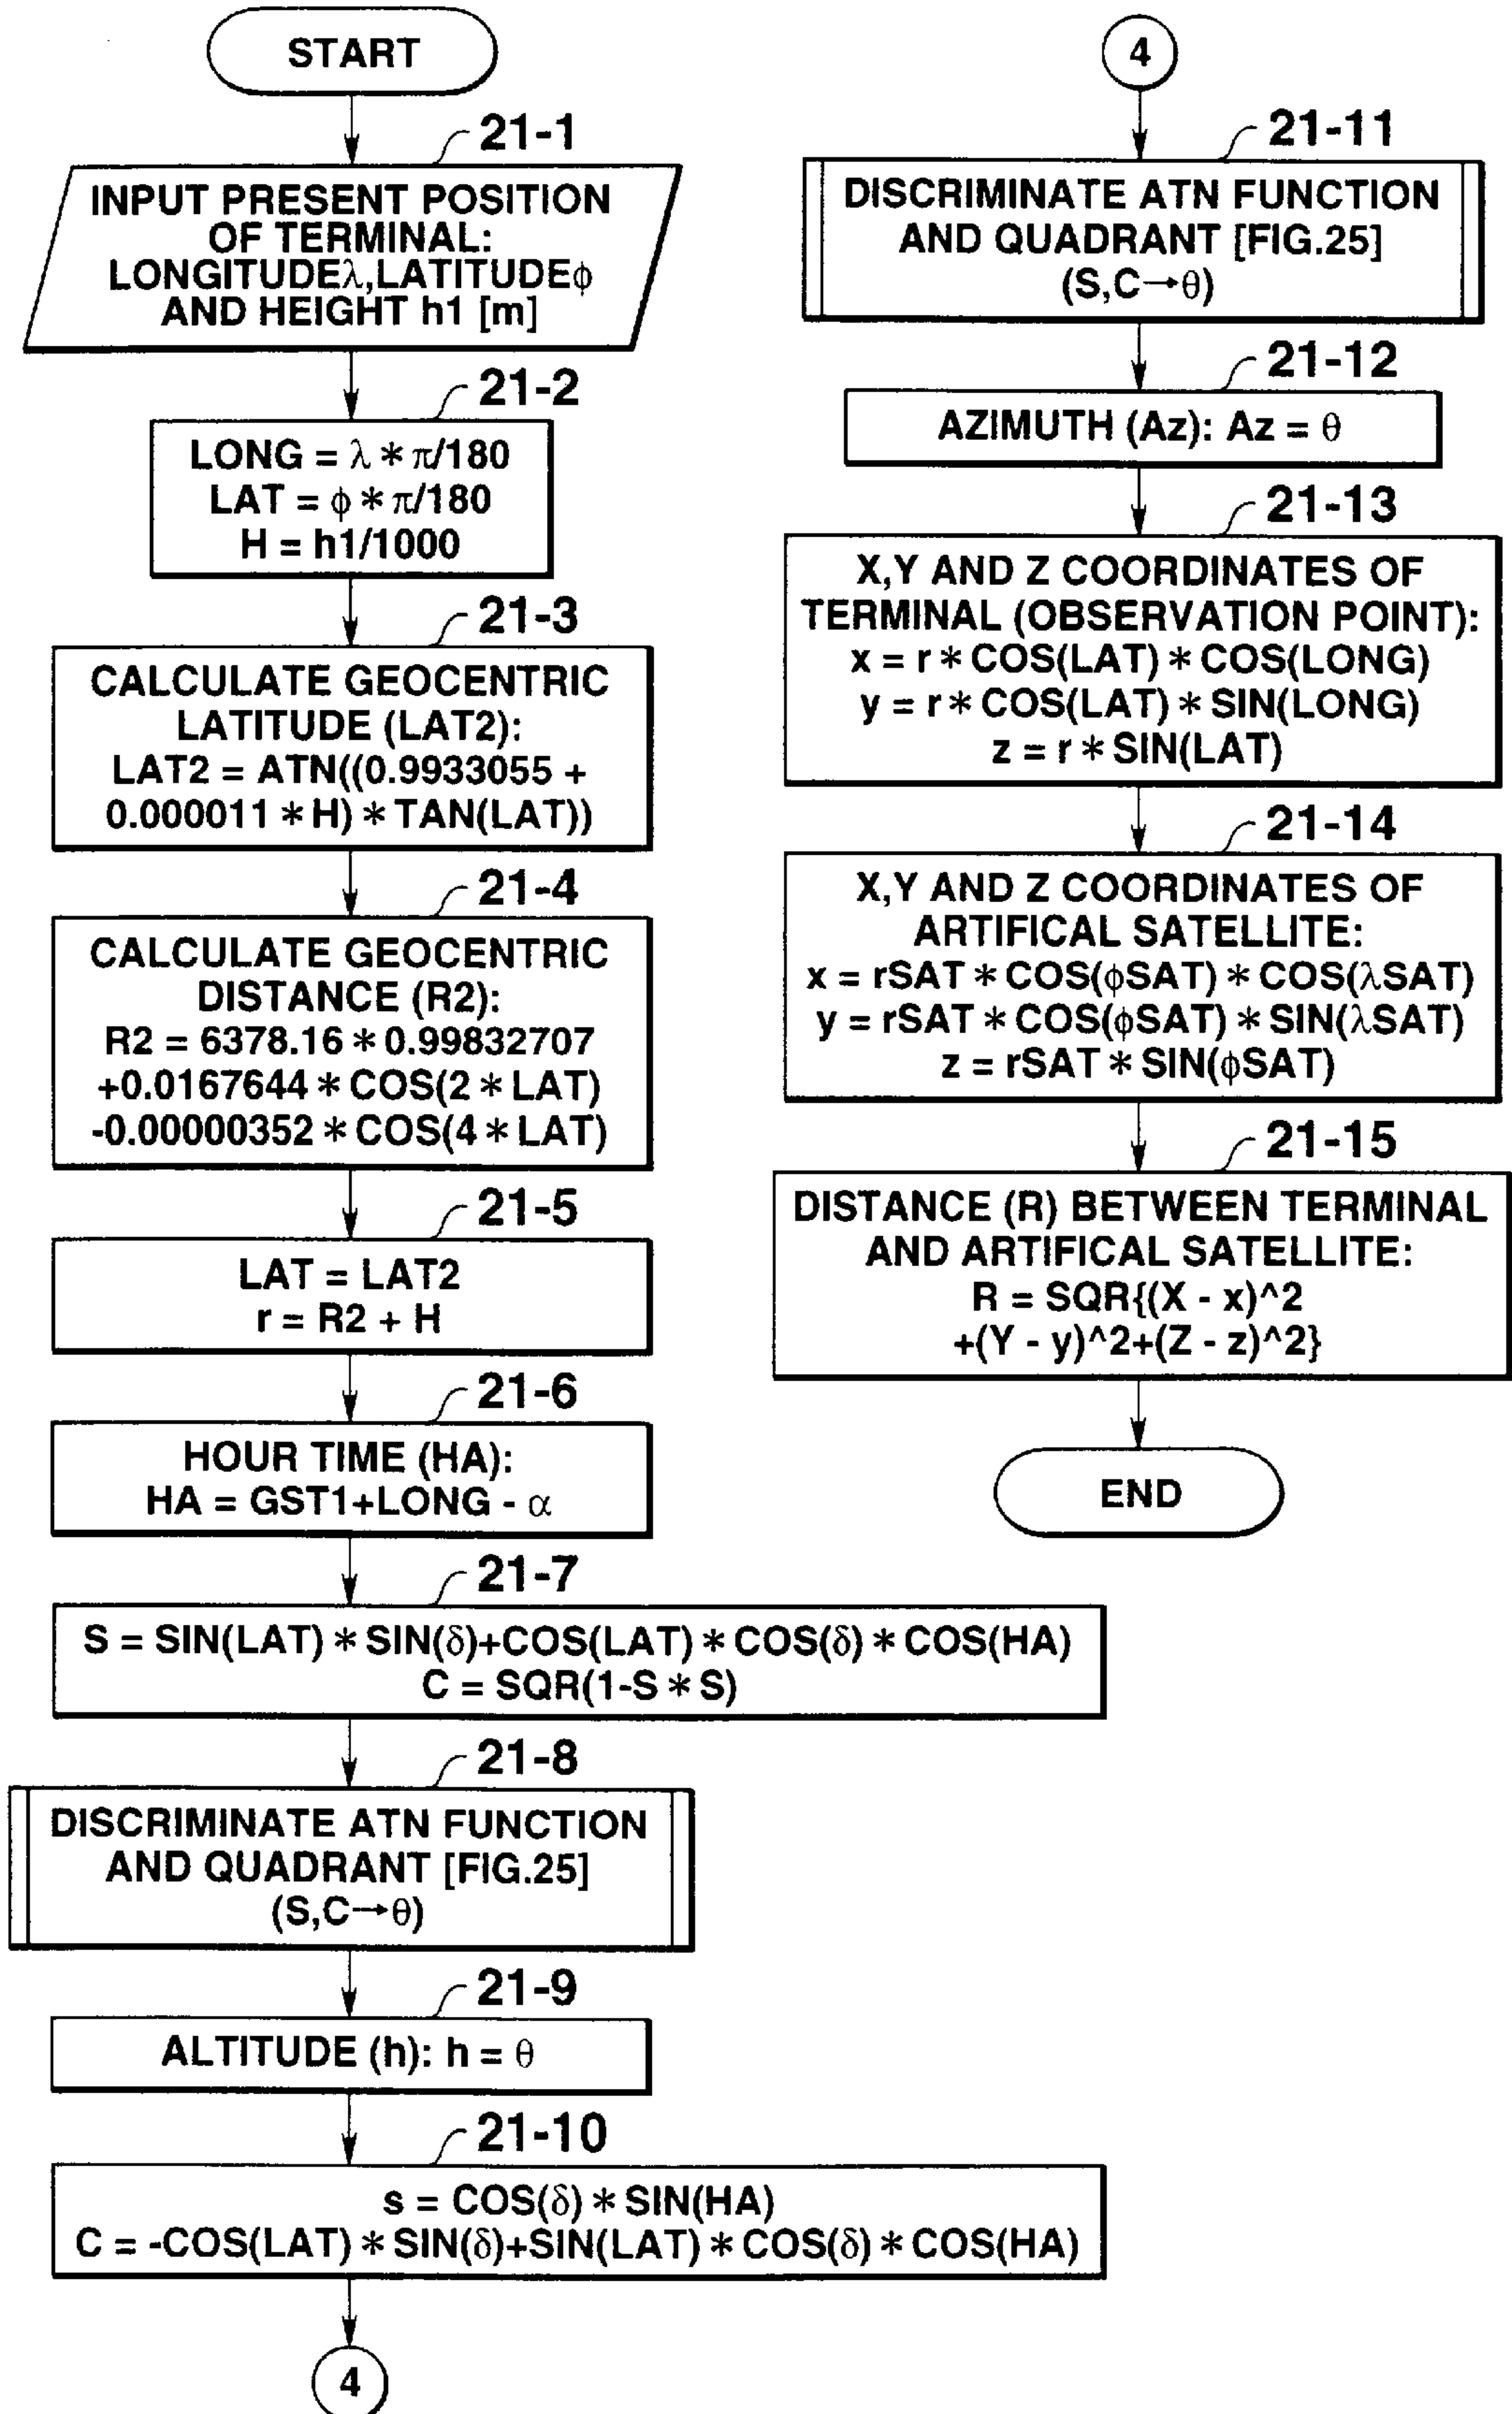 START
21-1
INPUT PRESENT POSITION
OF TERMINAL:
LONGITUDEλ,LATITUDEϕ
AND HEIGHT h1 [m]
21-2
LONG = λ * π/180
LAT = ϕ * π/180
H = h1/1000
21-3
CALCULATE GEOCENTRIC
LATITUDE (LAT2):
LAT2 = ATN((0.9933055 +
0.000011 * H) * TAN(LAT))
21-4
CALCULATE GEOCENTRIC
DISTANCE (R2):
R2 = 6378.16 * 0.99832707
+0.0167644 * COS(2 * LAT)
-0.00000352 * COS(4 * LAT)
21-5
LAT = LAT2
r = R2 + H
21-6
HOUR TIME (HA):
HA = GST1+LONG - α
21-7
S = SIN(LAT) * SIN(δ)+COS(LAT) * COS(δ) * COS(HA)
C = SQR(1-S * S)
21-8
DISCRIMINATE ATN FUNCTION
AND QUADRANT [FIG.25]
(S,C→θ)
21-9
ALTITUDE (h): h = θ
21-10
s = COS(δ) * SIN(HA)
C = -COS(LAT) * SIN(δ)+SIN(LAT) * COS(δ) * COS(HA)
4
4
21-11
DISCRIMINATE ATN FUNCTION
AND QUADRANT [FIG.25]
(S,C→θ)
21-12
AZIMUTH (Az): Az = θ
21-13
X,Y AND Z COORDINATES OF
TERMINAL (OBSERVATION POINT):
x = r * COS(LAT) * COS(LONG)
y = r * COS(LAT) * SIN(LONG)
z = r * SIN(LAT)
21-14
X,Y AND Z COORDINATES OF
ARTIFICAL SATELLITE:
x = rSAT * COS(ϕSAT) * COS(λSAT)
y = rSAT * COS(ϕSAT) * SIN(λSAT)
z = rSAT * SIN(ϕSAT)
21-15
DISTANCE (R) BETWEEN TERMINAL
AND ARTIFICAL SATELLITE:
R = SQR{(X - x)^2
+(Y - y)^2+(Z - z)^2}
END